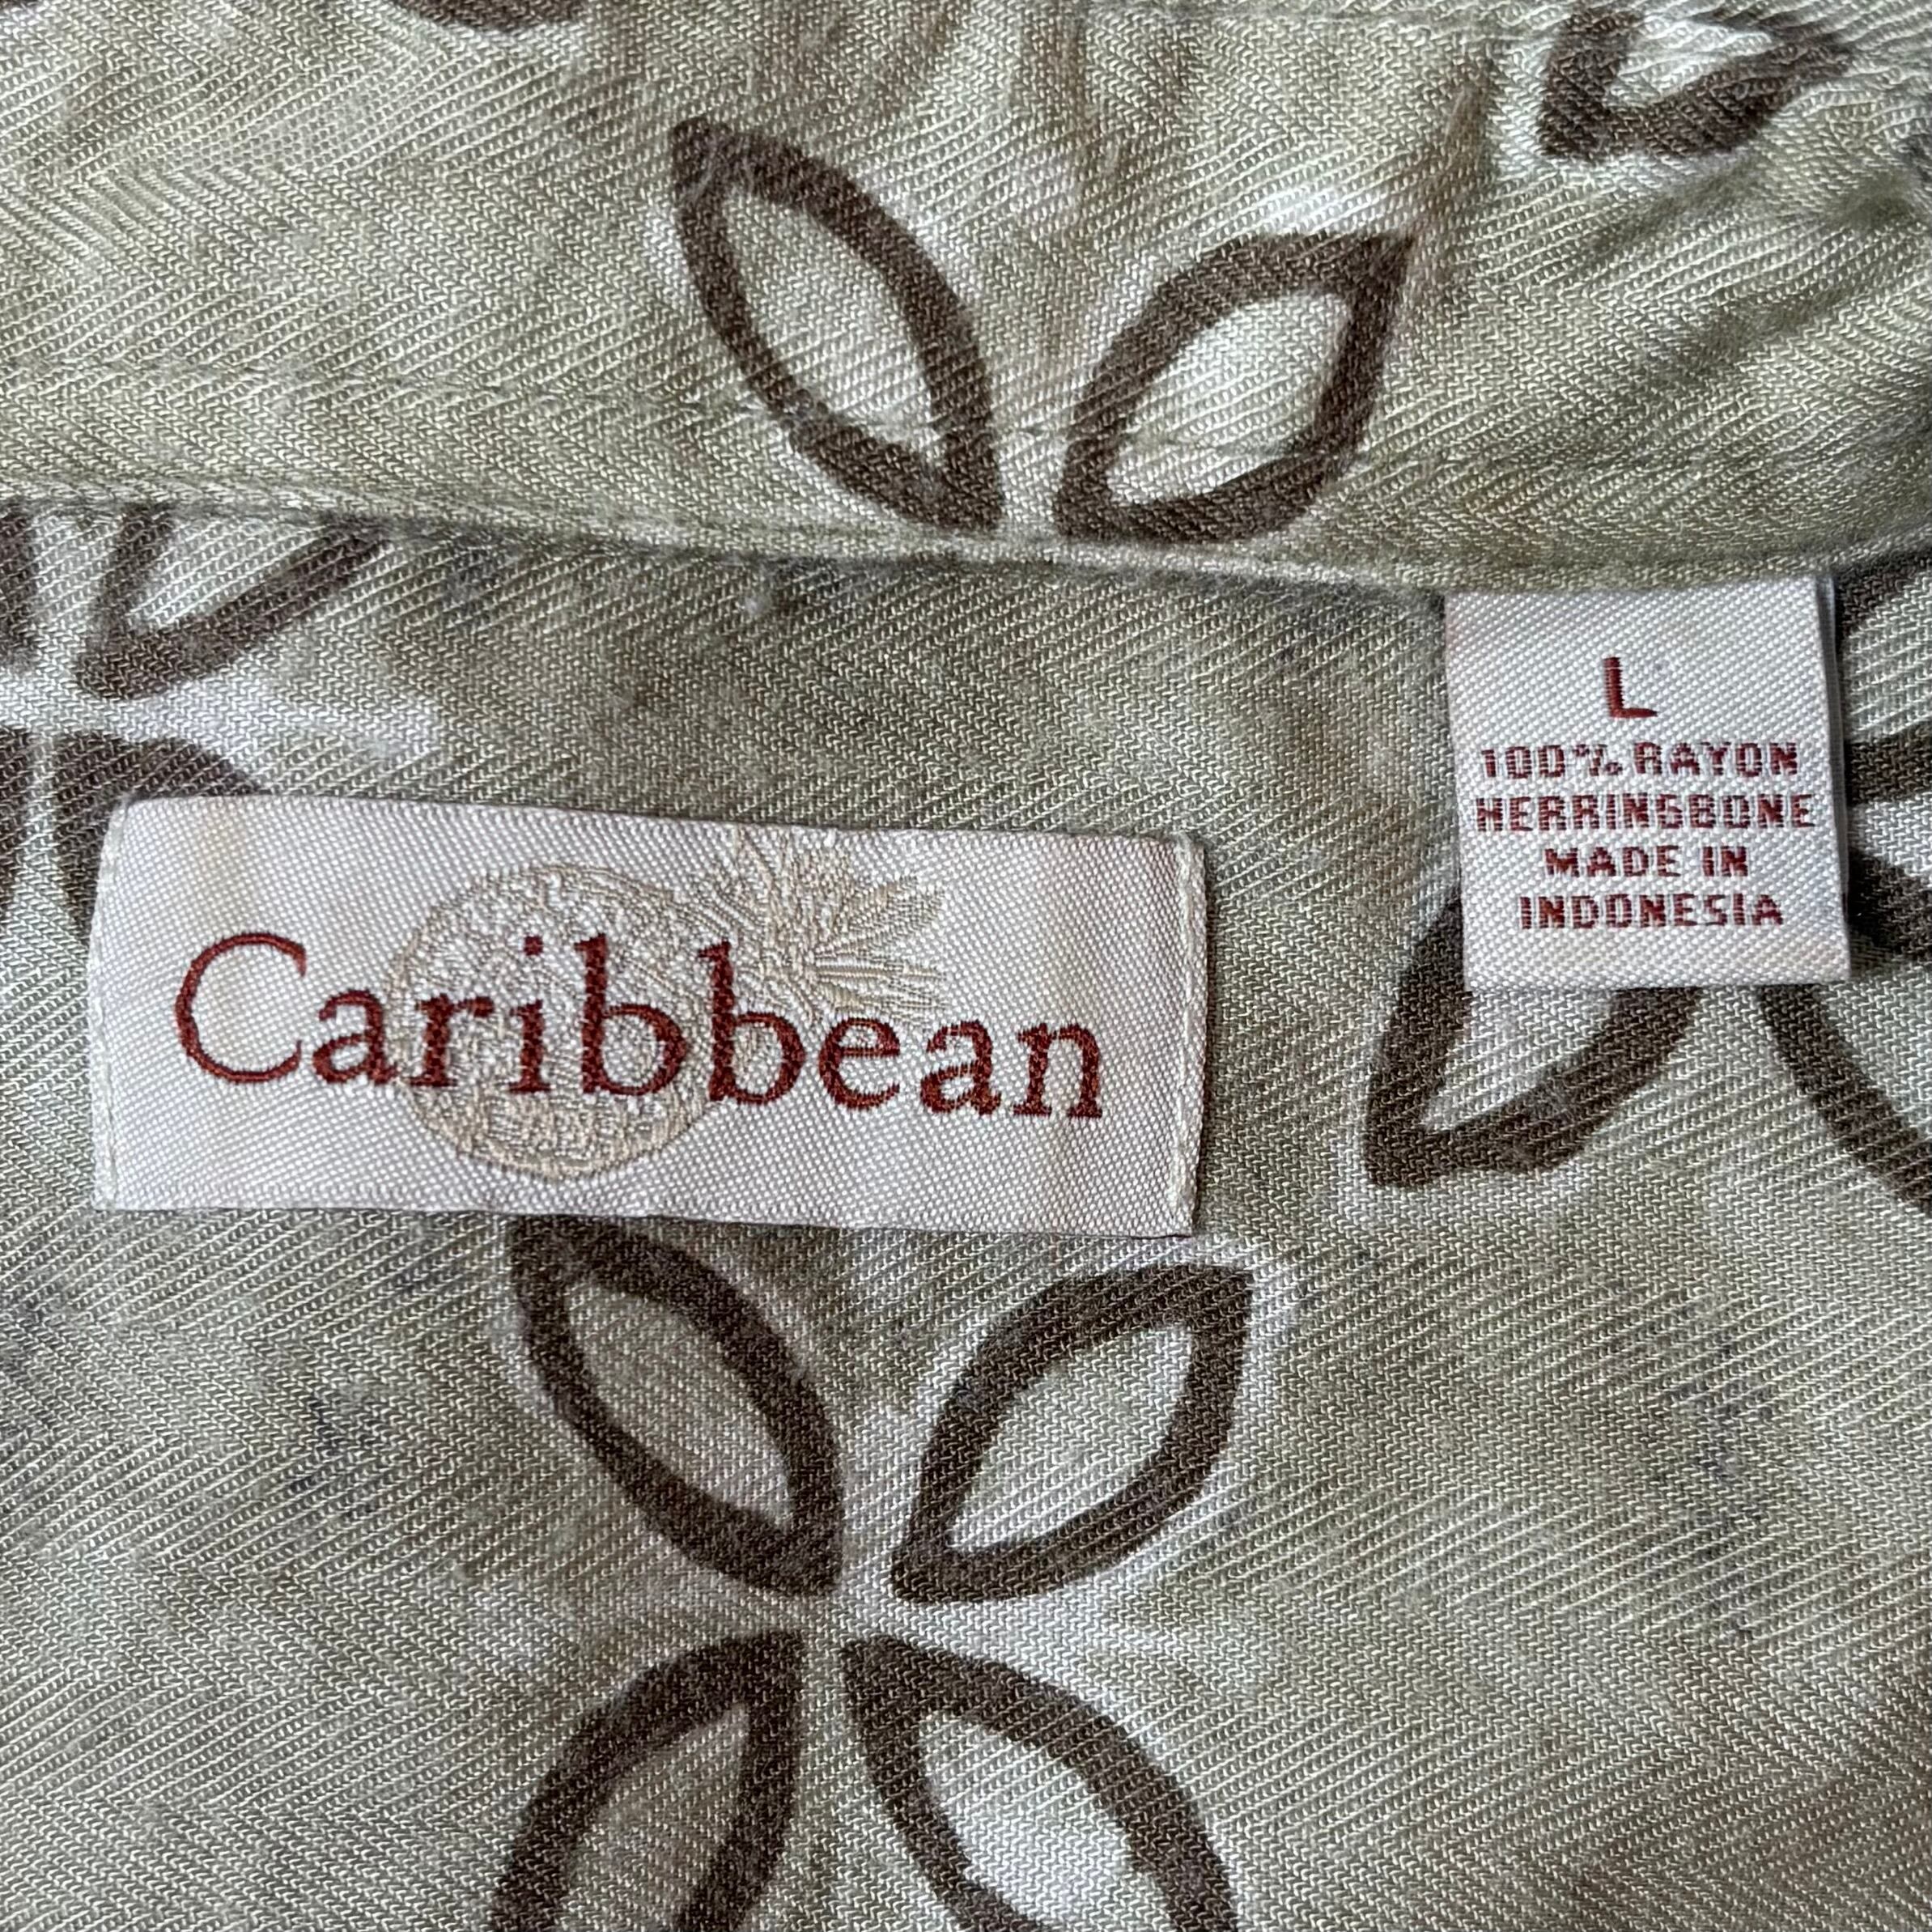 Caribbean
L
100% RAYON
HERRINGBONE
MADE IN
INDONESIA